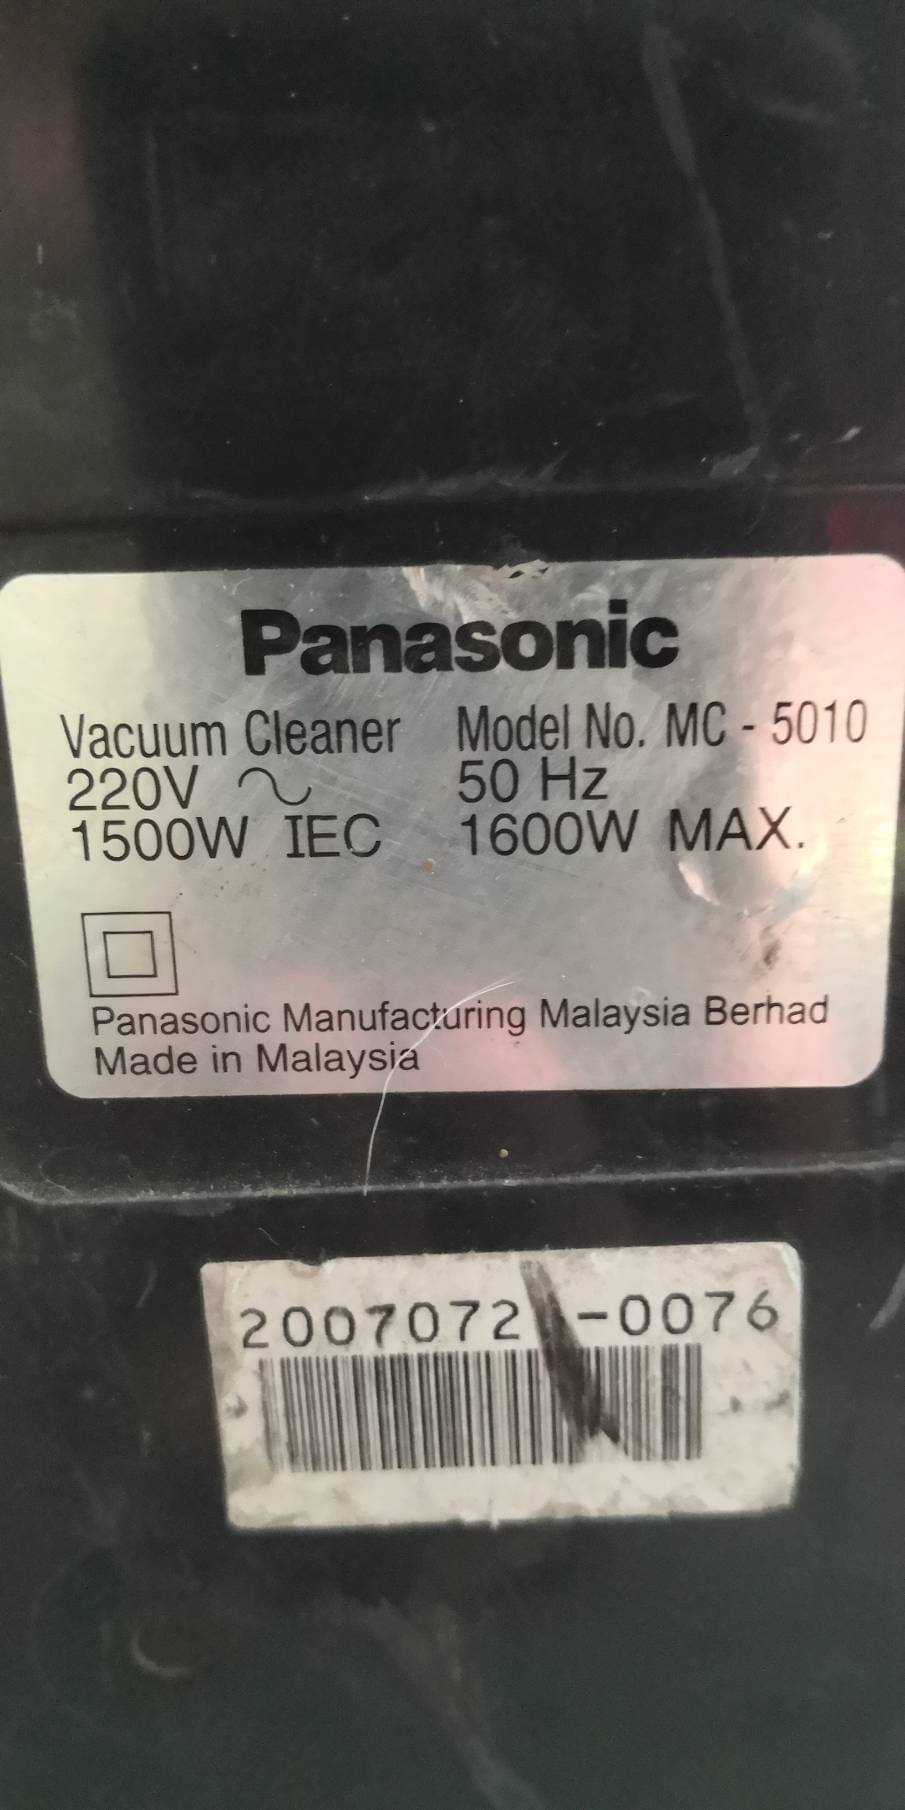 Panasonic
Vacuum Cleaner Model No. MC - 5010
220V ~ 50 Hz
1500W IEC 1600W MAX.
Panasonic Manufacturing Malaysia Berhad
Made in Malaysia
2007072 -0076